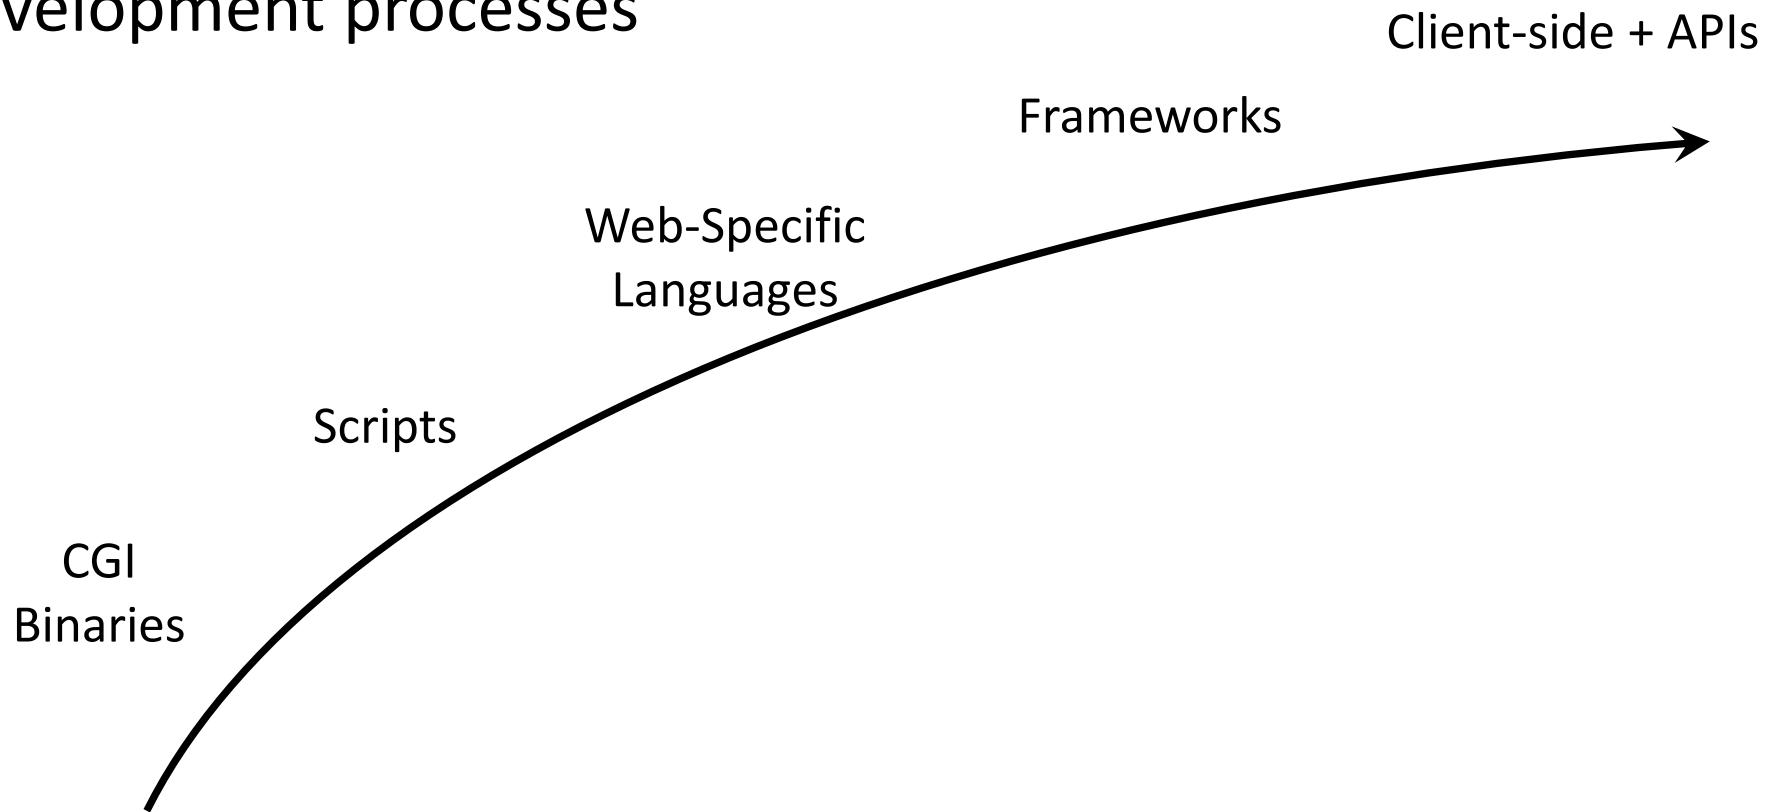 velopment processes
Client-side + APIs
Frameworks
Web-Specific
Languages
Scripts
CGI
Binaries